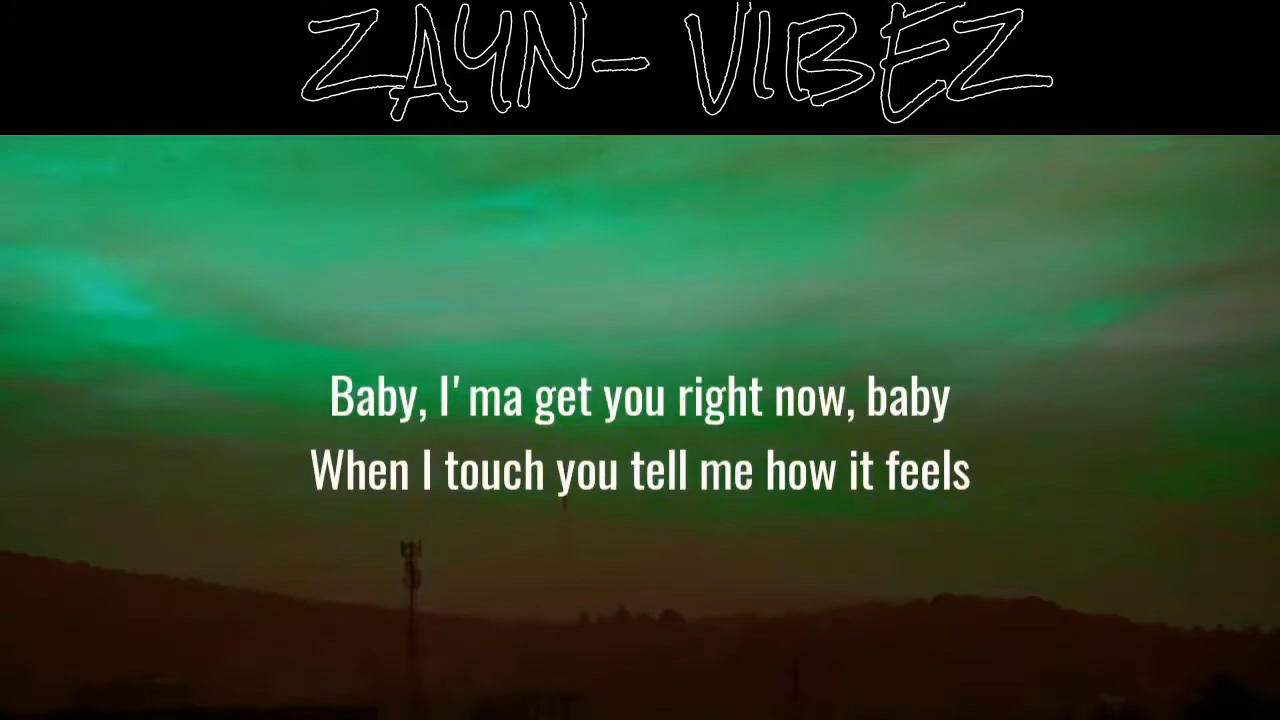 ZAYN- VIBEZ
Baby, I'ma get you right now, baby
When I touch you tell me how it feels